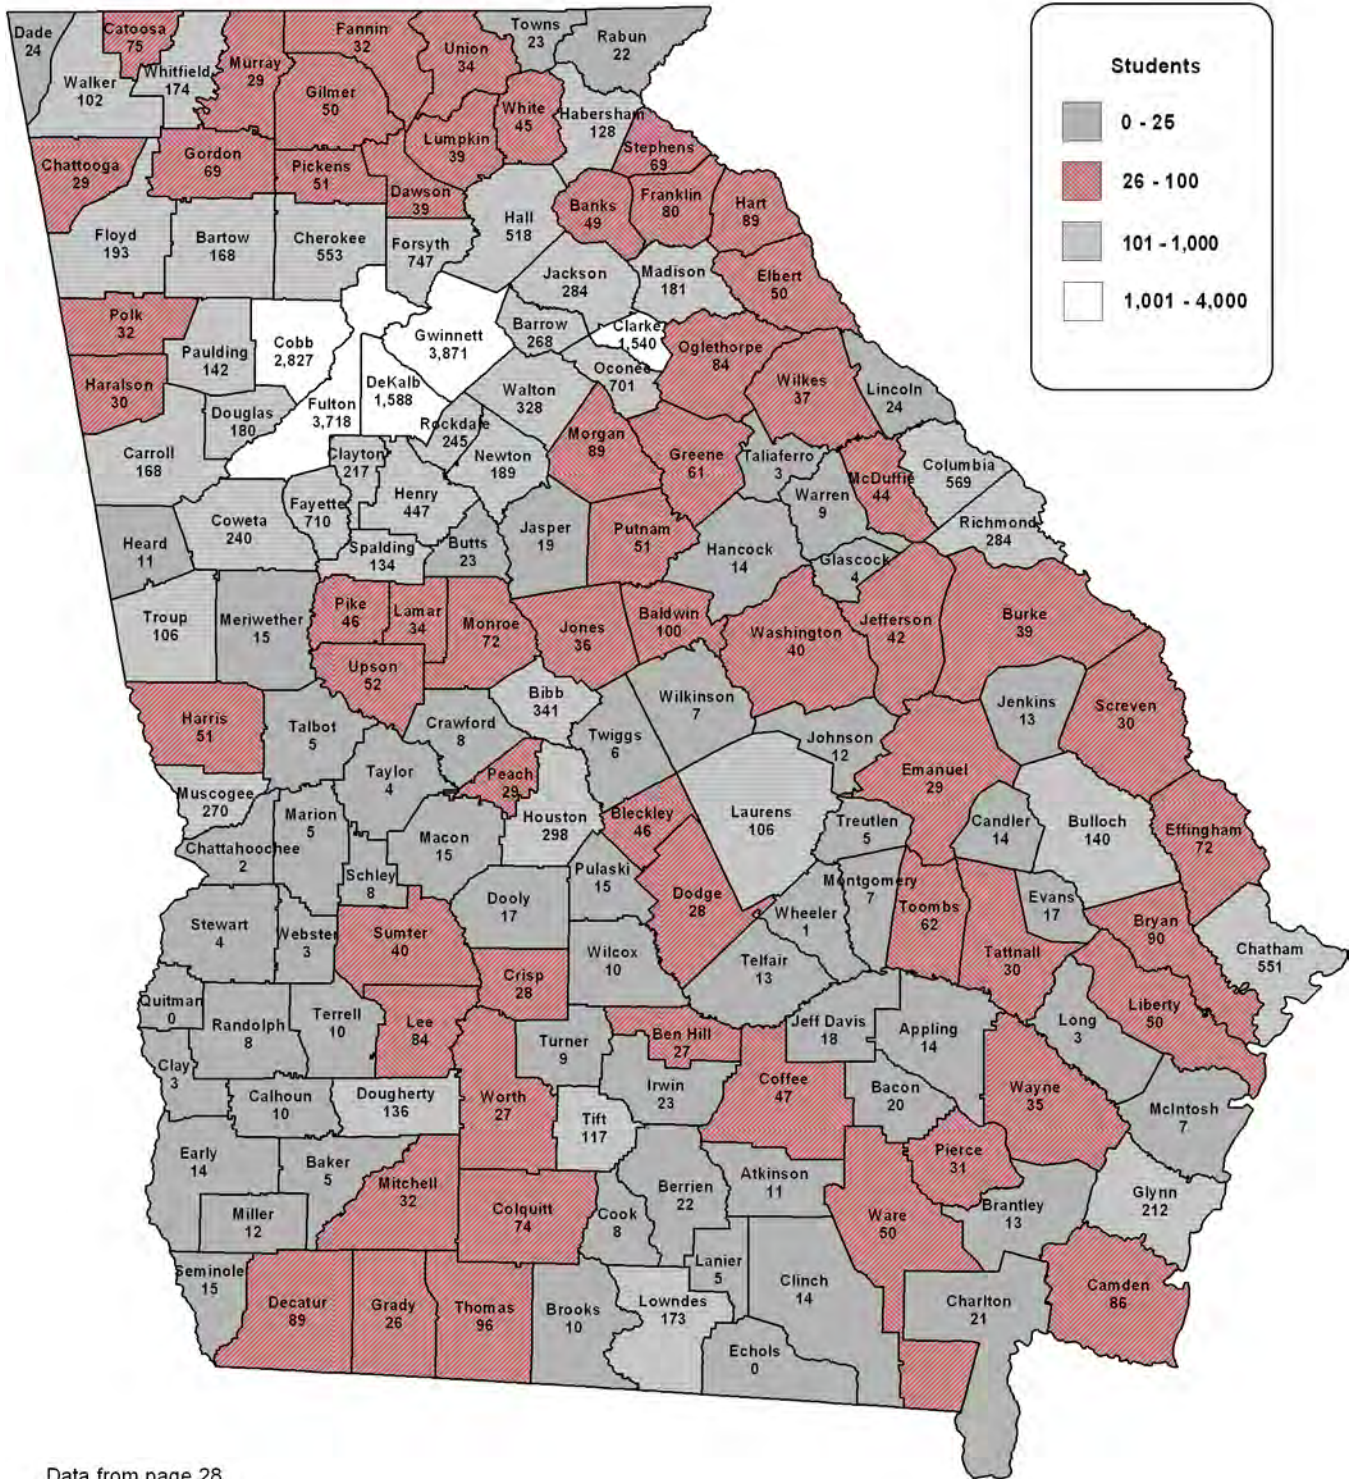 Dade
24
Catoosa
75
Walker
102
Whitfield
174
Murray
29
Fannin
32
Gilmer
50
Union
34
Towns
23
Rabun
22
White
45
Lumpkin
39
Habersham
128
Stephens
69
Chattooga
29
Gordon
69
Pickens
51
Dawson
39
Banks
49
Franklin
80
Hart
89
Floyd
193
Bartow
168
Cherokee
553
Forsyth
747
Hall
518
Jackson
284
Madison
181
Elbert
50
Polk
32
Paulding
142
Cobb
2,827
Gwinnett
3,871
Barrow
268
Clarke
1,540
Oglethorpe
84
Haralson
30
Douglas
180
Fulton
3,718
DeKalb
1,588
Rockdale
245
Walton
328
Oconee
701
Wilkes
37
Lincoln
24
Carroll
168
Clayton
217
Newton
189
Morgan
89
Greene
61
Taliaferro
3
Warren
9
McDuffie
44
Columbia
569
Richmond
284
Heard
11
Coweta
240
Fayette
710
Henry
447
Spalding
134
Butts
23
Jasper
19
Putnam
51
Hancock
14
Glascock
4
Troup
106
Meriwether
15
Pike
46
Lamar
34
Monroe
72
Jones
36
Baldwin
100
Washington
40
Jefferson
42
Burke
39
Upson
52
Harris
51
Talbot
5
Crawford
8
Bibb
341
Twiggs
6
Wilkinson
7
Johnson
12
Jenkins
13
Screven
30
Emanuel
29
Taylor
4
Peach
29
Houston
298
Bleckley
46
Laurens
106
Treutlen
5
Candler
14
Bulloch
140
Effingham
72
Muscogee
270
Marion
5
Chattahoochee
2
Macon
15
Schley
8
Pulaski
15
Dodge
28
Dooly
17
Wheeler
1
Montgomery
7
Toombs
62
Evans
17
Tattnall
30
Bryan
90
Chatham
551
Stewart
4
Webster
3
Sumter
40
Crisp
28
Wilcox
10
Telfair
13
Jeff Davis
18
Appling
14
Long
3
Liberty
50
Quitman
0
Randolph
8
Terrell
10
Lee
84
Turner
9
Ben Hill
27
Irwin
23
Coffee
47
Bacon
20
Wayne
35
McIntosh
7
Clay
3
Calhoun
10
Dougherty
136
Worth
27
Tift
117
Early
14
Baker
5
Mitchell
32
Miller
12
Colquitt
74
Cook
8
Berrien
22
Atkinson
11
Pierce
31
Ware
50
Brantley
13
Glynn
212
Seminole
15
Decatur
89
Grady
26
Thomas
96
Brooks
10
Lowndes
173
Lanier
5
Clinch
14
Echols
0
Charlton
21
Camden
86
Students
0 - 25
26 - 100
101 - 1,000
1,001 - 4,000
Data from page 28